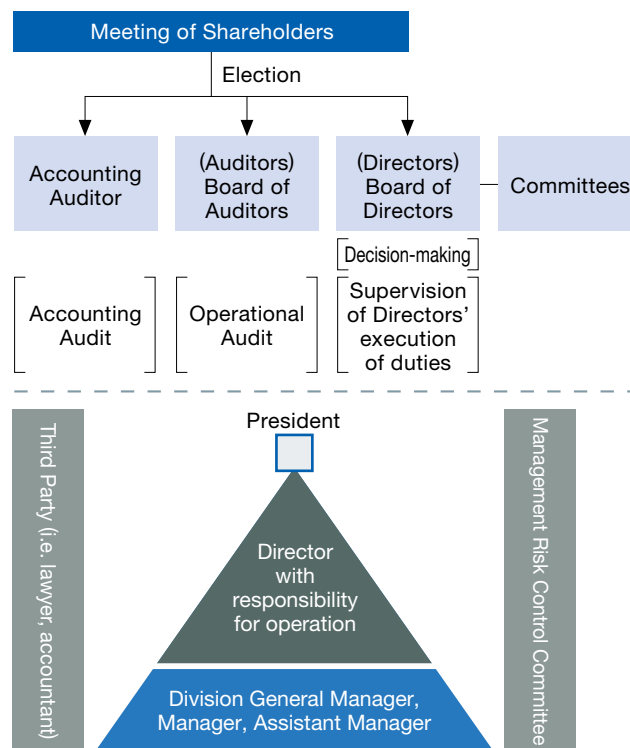 Meeting of Shareholders
Election
Accounting
Auditor
(Auditors)
Board of
Auditors
(Directors)
Board of
Directors
Committees
Decision-making
Accounting
Audit
Operational
Audit
Supervision
of Directors’
execution
of duties
President
Third Party (i.e. lawyer, accountant)
Director
with
responsibility
for operation
Division General Manager,
Manager, Assistant Manager
Management Risk Control Committee